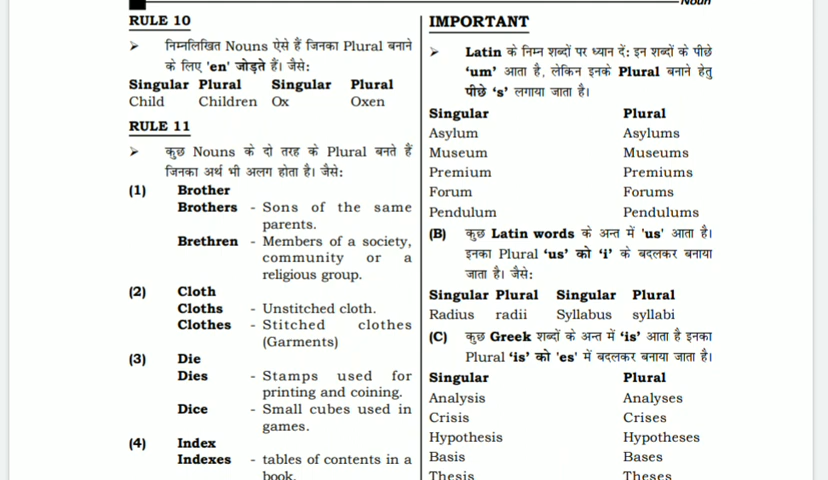 Noun
RULE 10
➢ निम्नलिखित Nouns ऐसे हैं जिनका Plural बनाने
के लिए 'en' जोड़ते हैं। जैसे:
Singular Plural Singular Plural
Child Children Ox Oxen
RULE 11
➢ कुछ Nouns के दो तरह के Plural बनते हैं
जिनका अर्थ भी अलग होता है। जैसे:
(1) Brother
Brothers - Sons of the same
parents.
Brethren - Members of a society,
community or a
religious group.
(2) Cloth
Cloths - Unstitched cloth.
Clothes - Stitched clothes
(Garments)
(3) Die
Dies - Stamps used for
printing and coining.
Dice - Small cubes used in
games.
(4) Index
Indexes - tables of contents in a
book.
IMPORTANT
➢ Latin के निम्न शब्दों पर ध्यान दें: इन शब्दों के पीछे
‘um’ आता है, लेकिन इनके Plural बनाने हेतु
पीछे ‘s’ लगाया जाता है।
Singular Plural
Asylum Asylums
Museum Museums
Premium Premiums
Forum Forums
Pendulum Pendulums
(B) कुछ Latin words के अन्त में 'us' आता है।
इनका Plural ‘us’ को ‘i’ के बदलकर बनाया
जाता है। जैसे:
Singular Plural Singular Plural
Radius radii Syllabus syllabi
(C) कुछ Greek शब्दों के अन्त में ‘is’ आता है इनका
Plural ‘is’ को 'es' में बदलकर बनाया जाता है।
Singular Plural
Analysis Analyses
Crisis Crises
Hypothesis Hypotheses
Basis Bases
Thesis Theses